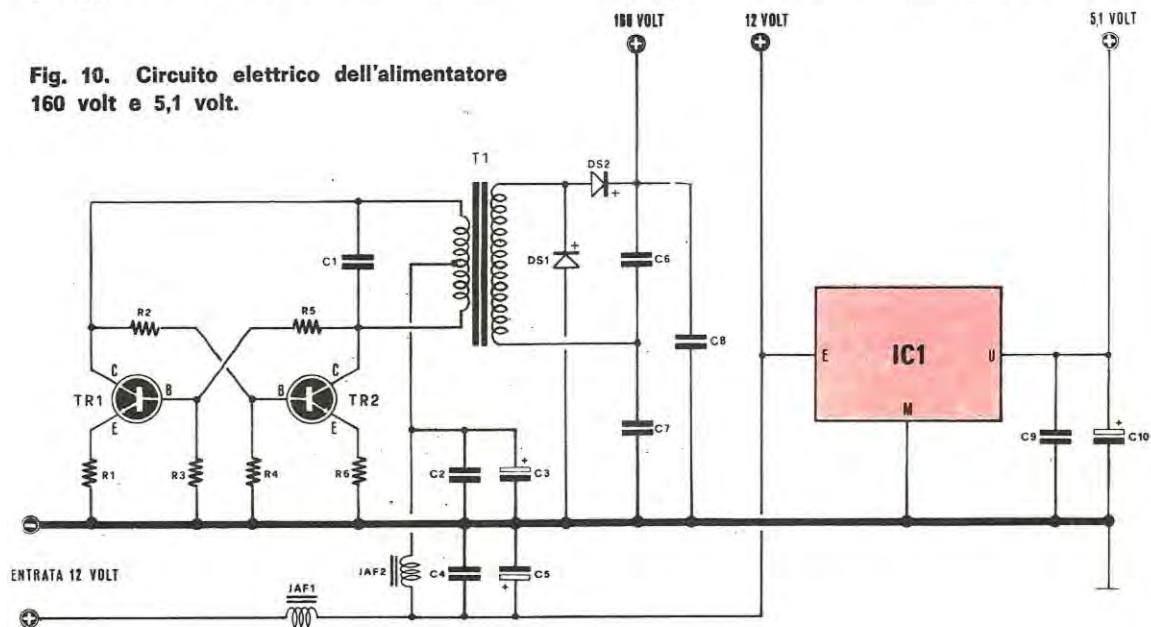 160 VOLT
12 VOLT
5,1 VOLT
Fig. 10. Circuito elettrico dell'alimentatore
160 volt e 5,1 volt.
T1
DS2
+
C1
DS1
+
C6
R2
R5
C8
E
IC1
U
M
C
B
TR1
E
C
B
TR2
E
C7
C9
+
C10
R1
R3
R4
R6
C2
+
C3
ENTRATA 12 VOLT
JAF2
C4
C5
+
JAF1